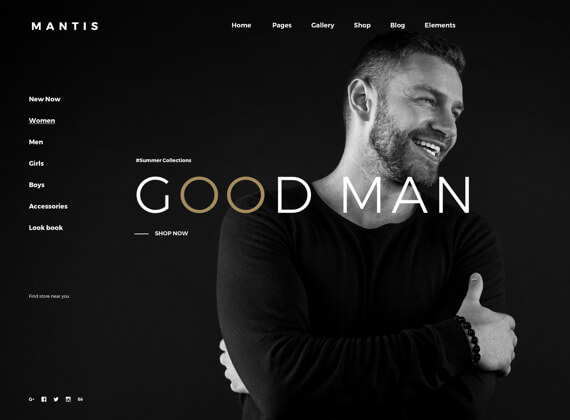 MANTIS
Home Pages Gallery Shop Blog Elements
New Now
Women
Men
Girls
Boys
Accessories
Look book
#Summer Collections
GOOD MAN
SHOP NOW
Find store near you